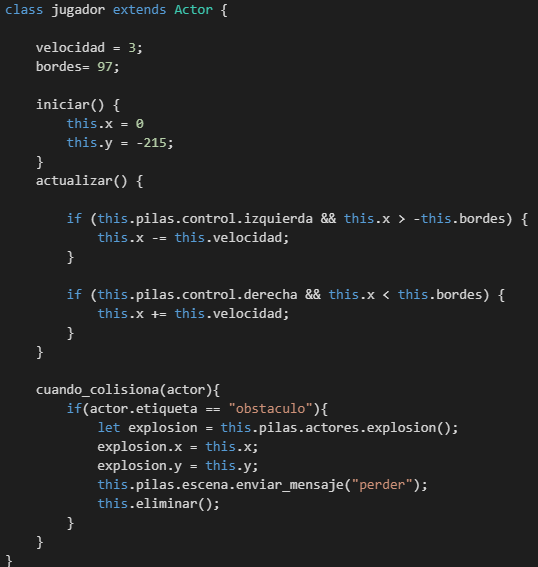 class jugador extends Actor {
velocidad = 3;
bordes= 97;
iniciar() {
this.x = 0
this.y = -215;
}
actualizar() {
if (this.pilas.control.izquierda && this.x > -this.bordes) {
this.x -= this.velocidad;
}
if (this.pilas.control.derecha && this.x < this.bordes) {
this.x += this.velocidad;
}
}
cuando_colisiona(actor){
if(actor.etiqueta == "obstaculo"){
let explosion = this.pilas.actores.explosion();
explosion.x = this.x;
explosion.y = this.y;
this.pilas.escena.enviar_mensaje("perder");
this.eliminar();
}
}
}